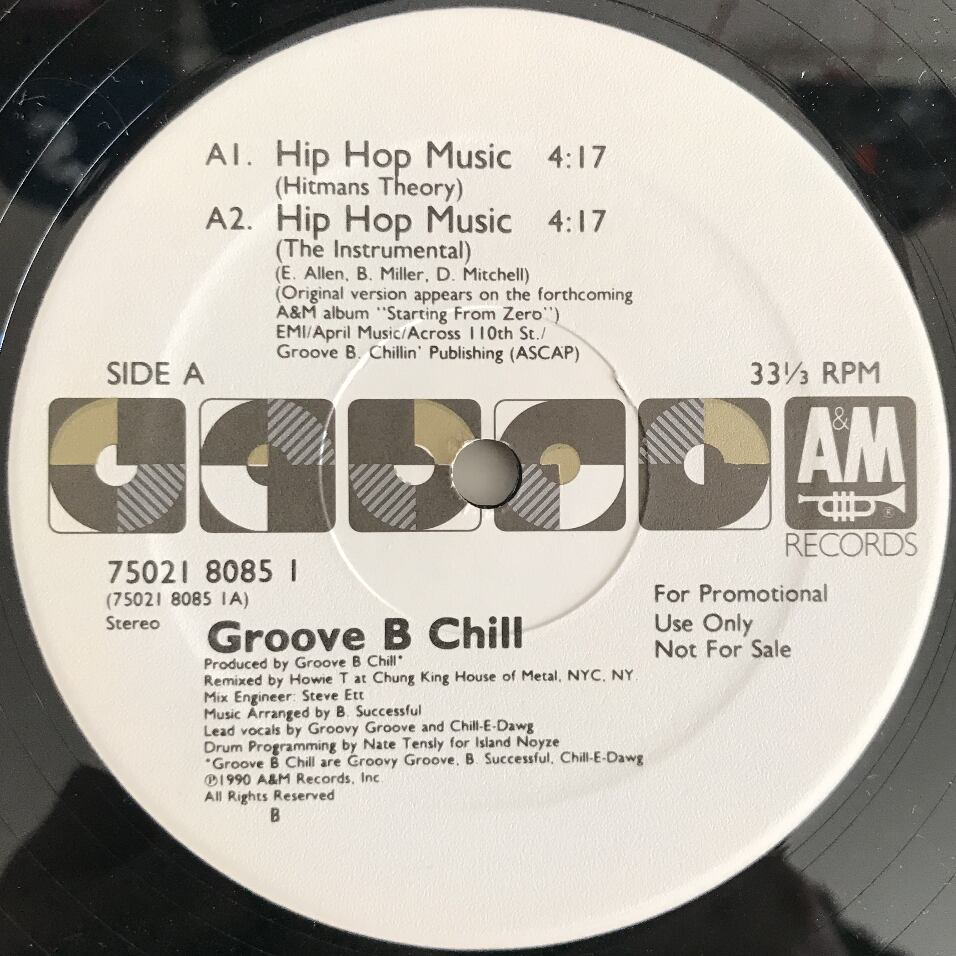 A1. Hip Hop Music 4:17
(Hitmans Theory)
A2. Hip Hop Music 4:17
(The Instrumental)
(E. Allen, B. Miller, D. Mitchell)
(Original version appears on the forthcoming
A&M album "Starting From Zero")
EMI/April Music/Across 110th St./
Groove B. Chillin' Publishing (ASCAP)
SIDE A
33⅓ RPM
A&M
®
RECORDS
75021 8085 1
(75021 8085 1A)
Stereo
For Promotional
Use Only
Not For Sale
Groove B Chill
Produced by Groove B Chill*
Remixed by Howie T at Chung King House of Metal, NYC, NY.
Mix Engineer: Steve Ett
Music Arranged by B. Successful
Lead vocals by Groovy Groove and Chill-E-Dawg
Drum Programming by Nate Tensly for Island Noyze
*Groove B Chill are Groovy Groove, B. Successful, Chill-E-Dawg
℗1990 A&M Records, Inc.
All Rights Reserved
B